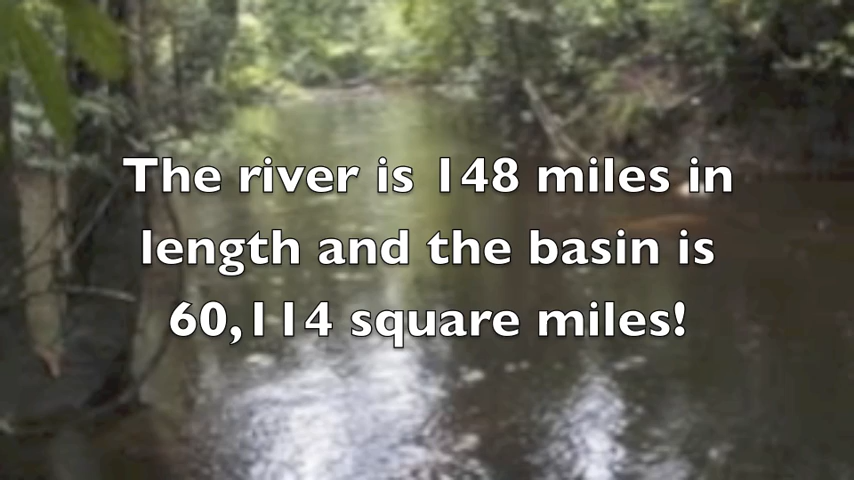 The river is 148 miles in
length and the basin is
60,114 square miles!